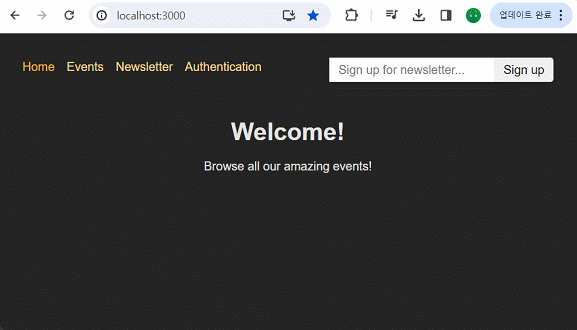 localhost:3000
업데이트 완료
Home Events Newsletter Authentication
Sign up for newsletter... Sign up
Welcome!
Browse all our amazing events!